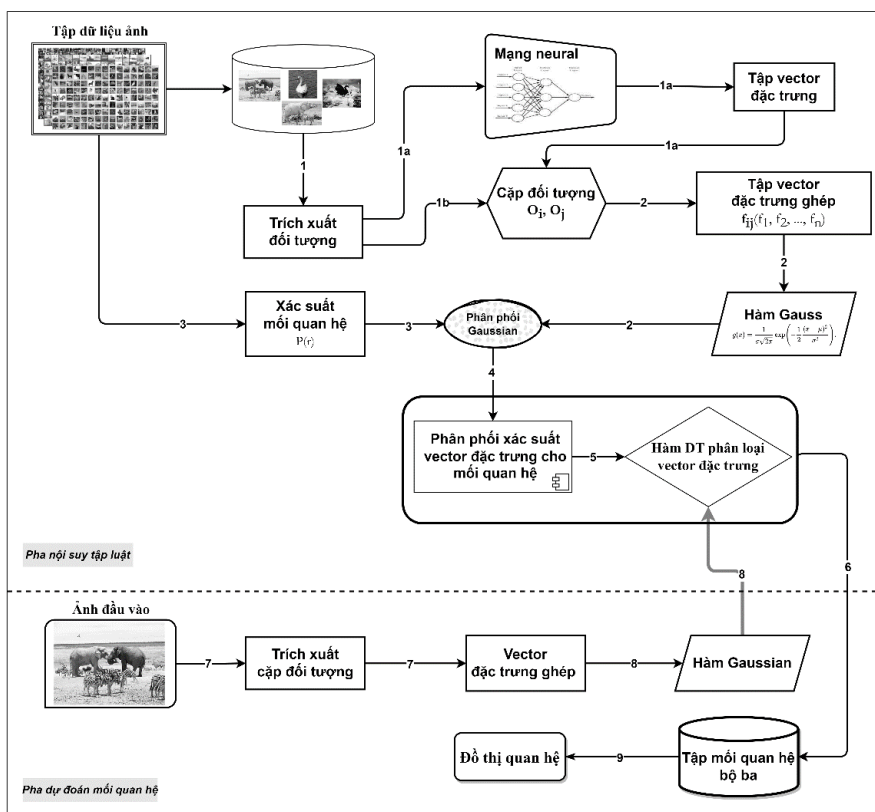 Tập dữ liệu ảnh
Mạng neural
1a
Tập vector
đặc trưng
1
1a
1a
1b
Trích xuất
đối tượng
Cặp đối tượng
Oi, Oj
2
Tập vector
đặc trưng ghép
fij(f1, f2, ..., fn)
2
3
Xác suất
mối quan hệ
P(r)
3
Phân phối
Gaussian
2
Hàm Gauss
4
Phân phối xác suất
vector đặc trưng cho
mối quan hệ
5
Hàm DT phân loại
vector đặc trưng
Pha nội suy tập luật
8
6
Ảnh đầu vào
7
Trích xuất
cặp đối tượng
7
Vector
đặc trưng ghép
8
Hàm Gaussian
Đồ thị quan hệ
9
Tập mối quan hệ
bộ ba
Pha dự đoán mối quan hệ